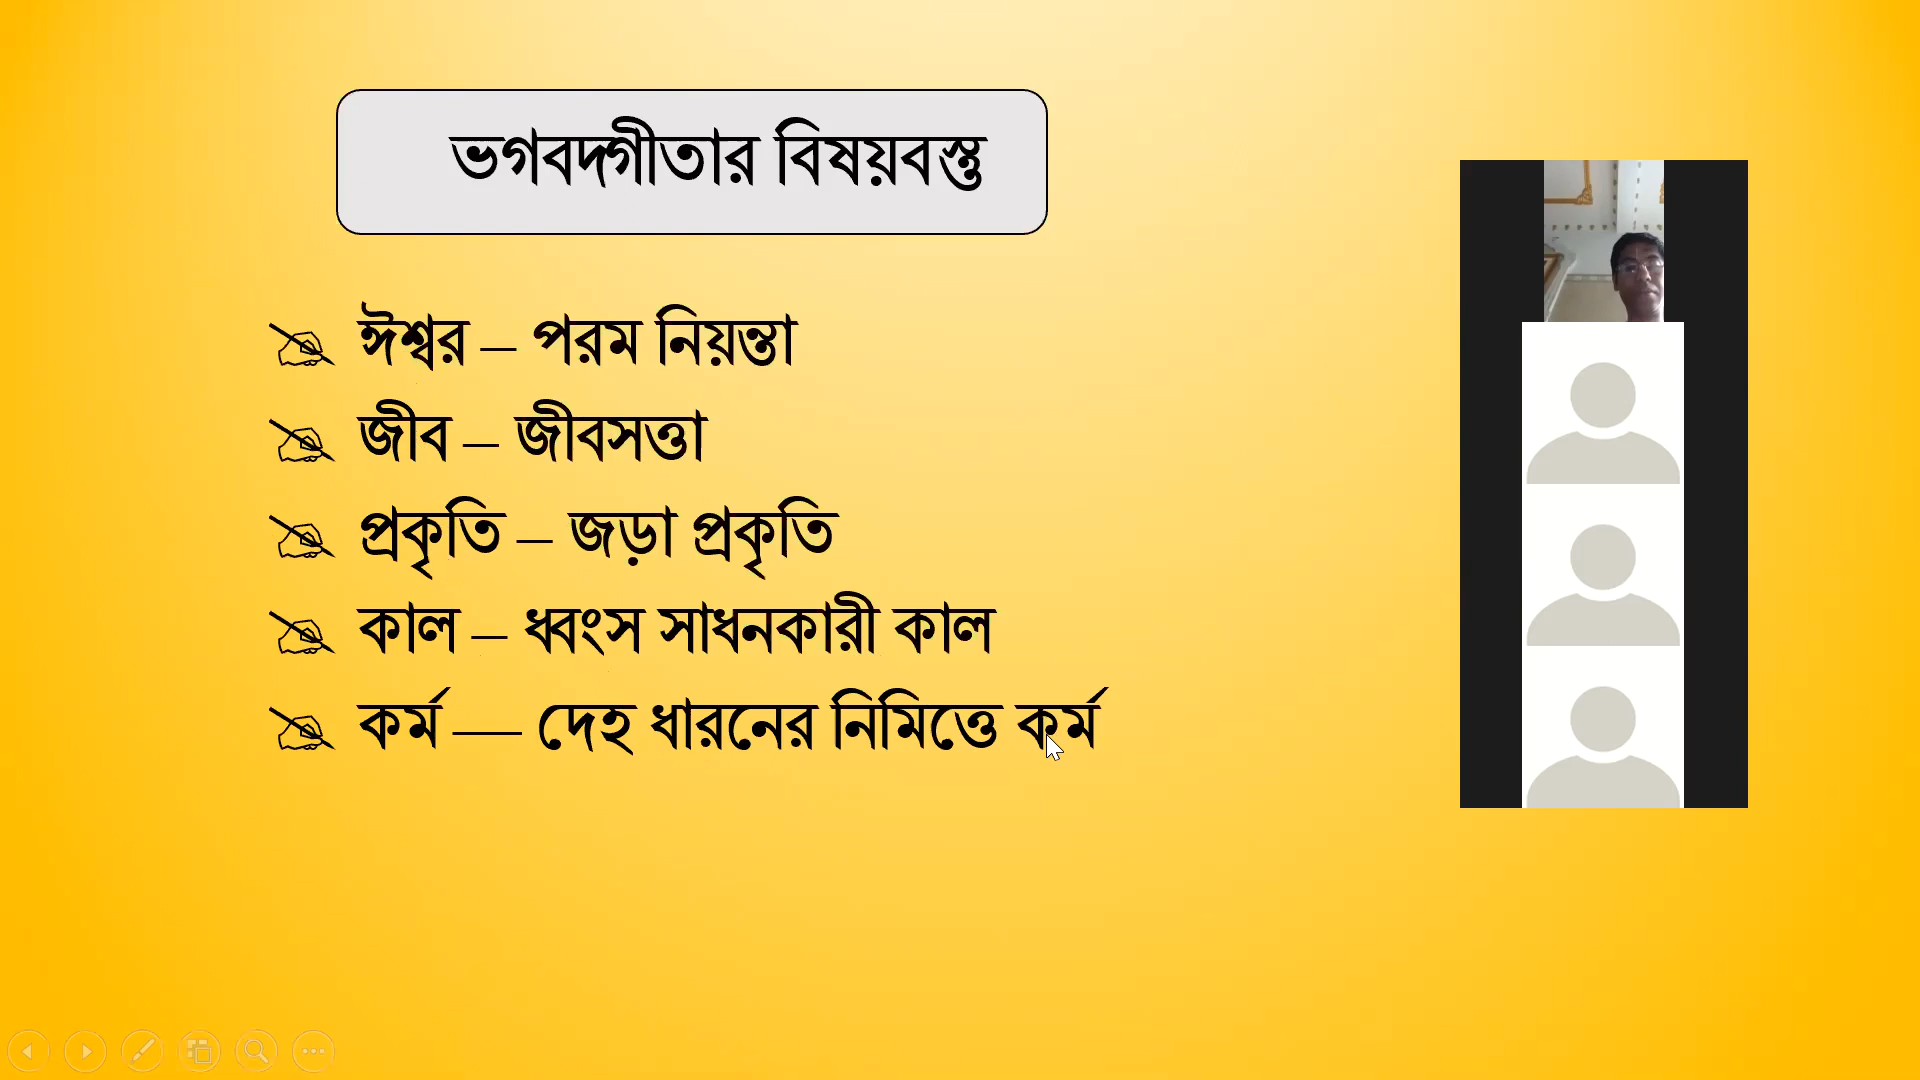 ভগবদ্গীতার বিষয়বস্তু
ঈশ্বর – পরম নিয়ন্তা
জীব – জীবসত্তা
প্রকৃতি – জড়া প্রকৃতি
কাল – ধ্বংস সাধনকারী কাল
কর্ম — দেহ ধারনের নিমিত্তে কর্ম